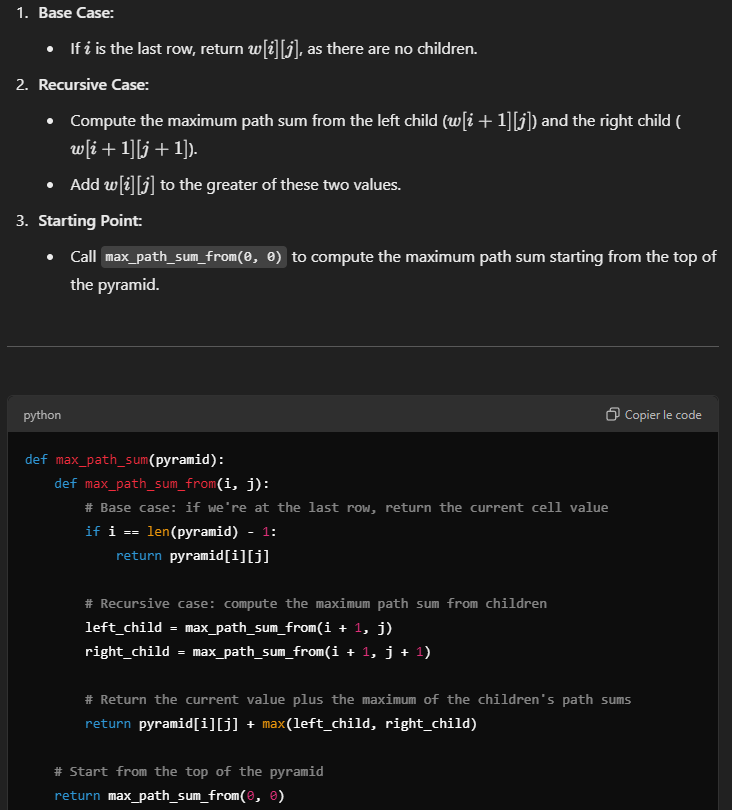 1. Base Case:
• If i is the last row, return w[i][j], as there are no children.
2. Recursive Case:
• Compute the maximum path sum from the left child (w[i + 1][j]) and the right child (
w[i + 1][j + 1]).
• Add w[i][j] to the greater of these two values.
3. Starting Point:
• Call max_path_sum_from(0, 0) to compute the maximum path sum starting from the top of
the pyramid.
python Copier le code
def max_path_sum(pyramid):
    def max_path_sum_from(i, j):
        # Base case: if we're at the last row, return the current cell value
        if i == len(pyramid) - 1:
            return pyramid[i][j]

        # Recursive case: compute the maximum path sum from children
        left_child = max_path_sum_from(i + 1, j)
        right_child = max_path_sum_from(i + 1, j + 1)

        # Return the current value plus the maximum of the children's path sums
        return pyramid[i][j] + max(left_child, right_child)

    # Start from the top of the pyramid
    return max_path_sum_from(0, 0)